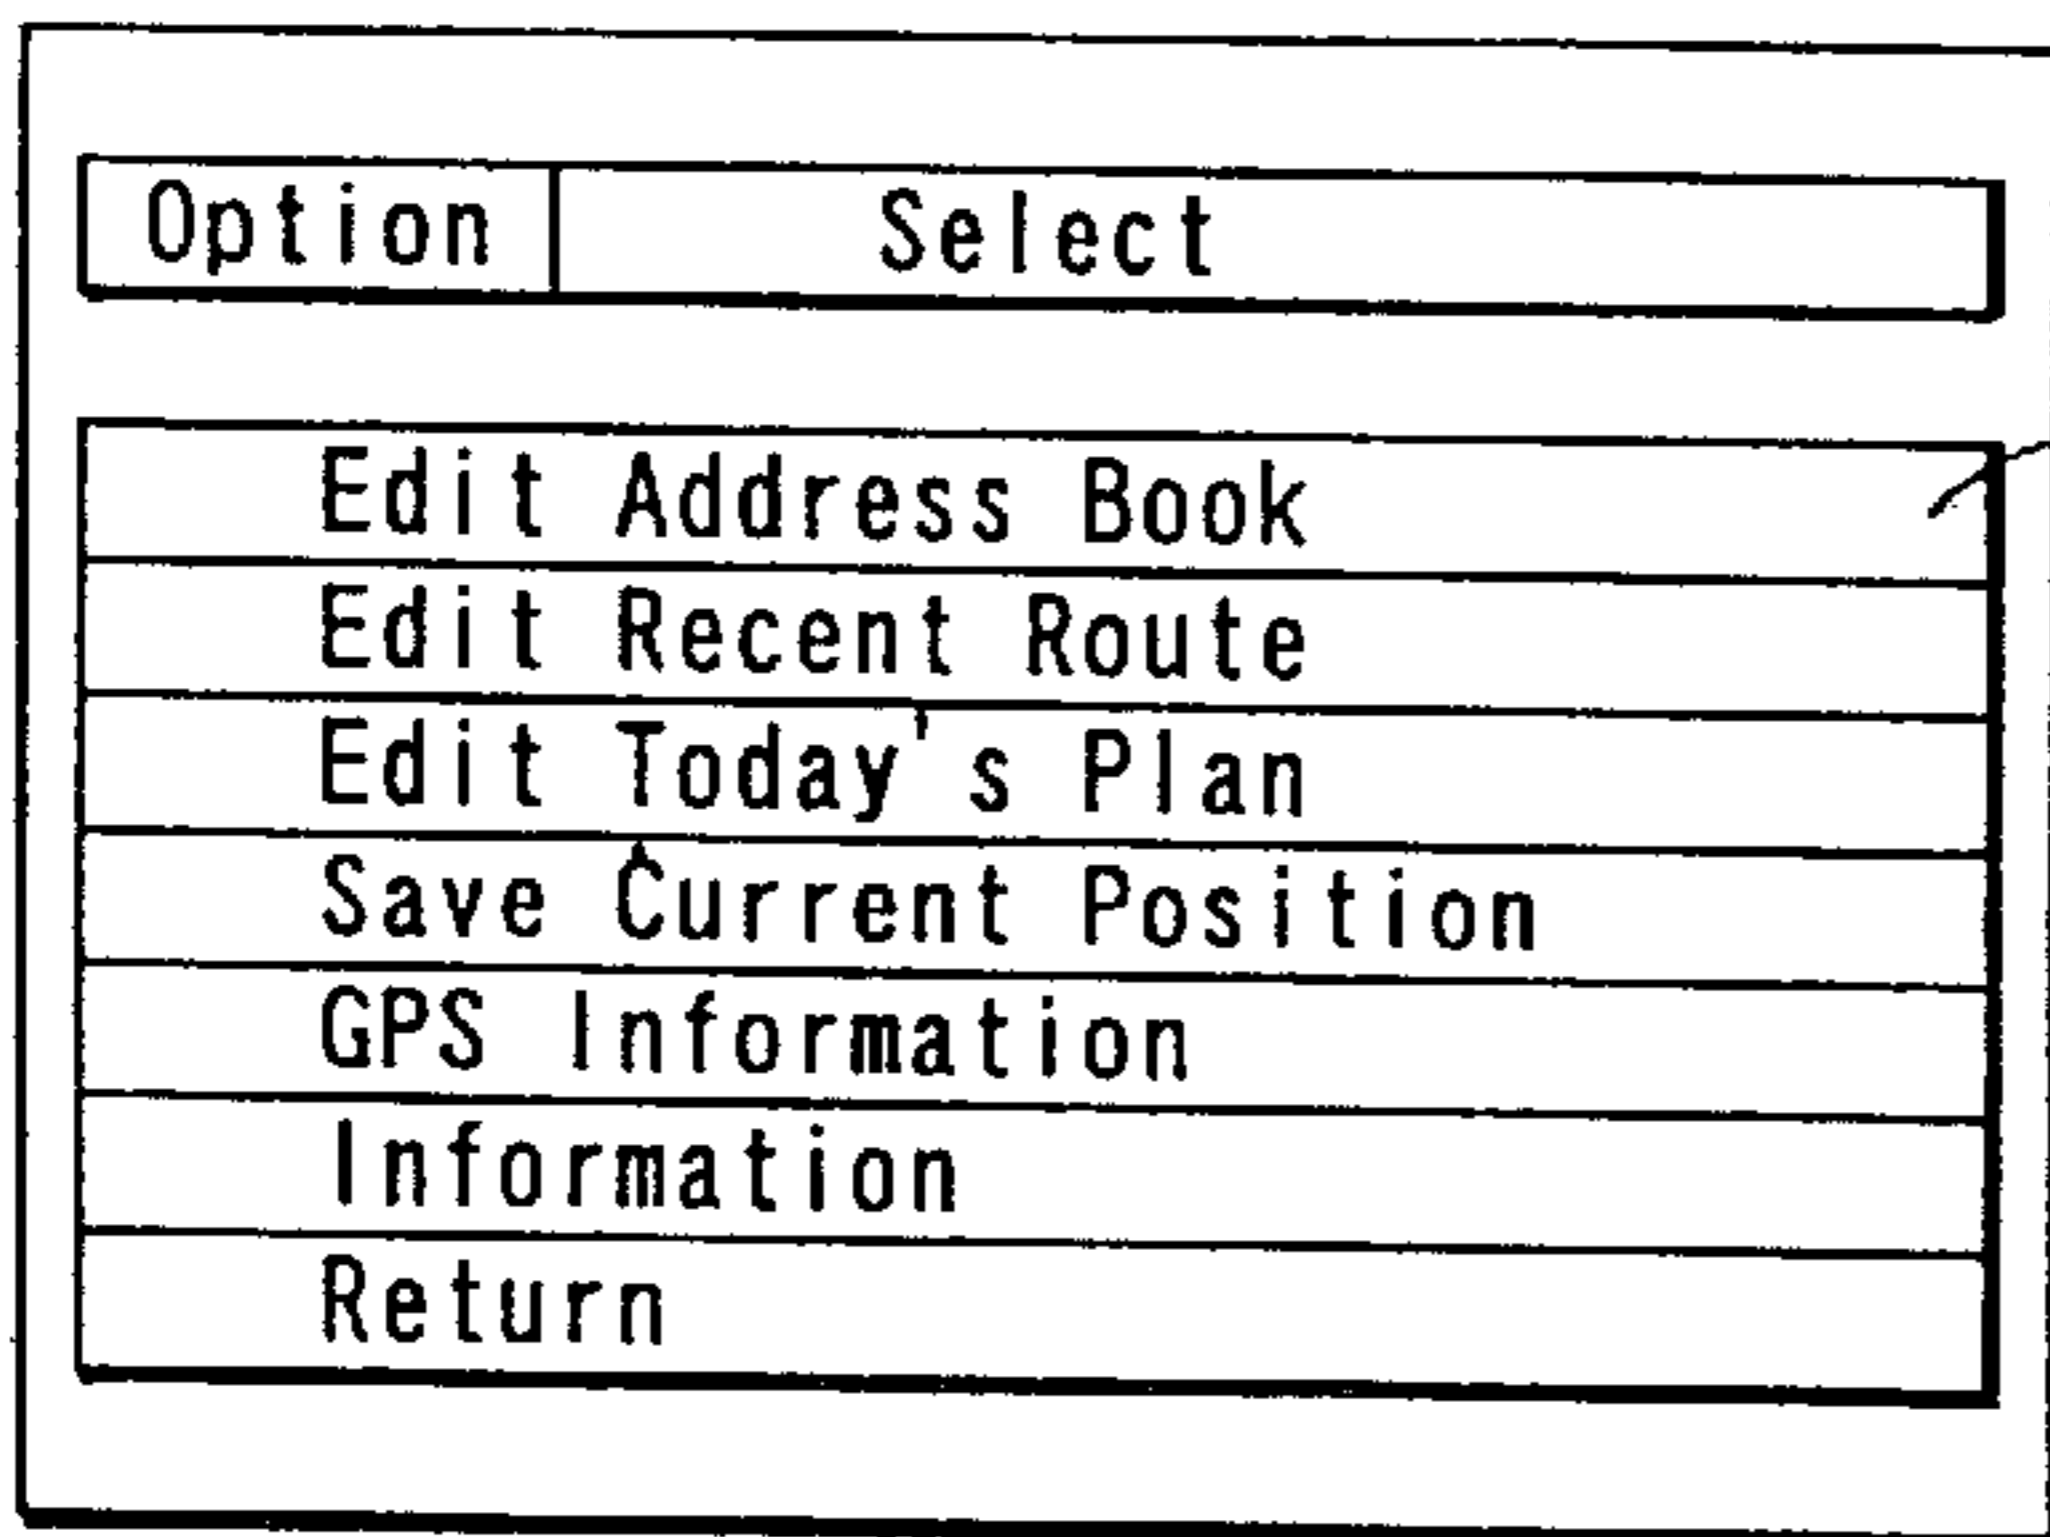 Option Select
Edit Address Book
Edit Recent Route
Edit Today's Plan
Save Current Position
GPS Information
Information
Return